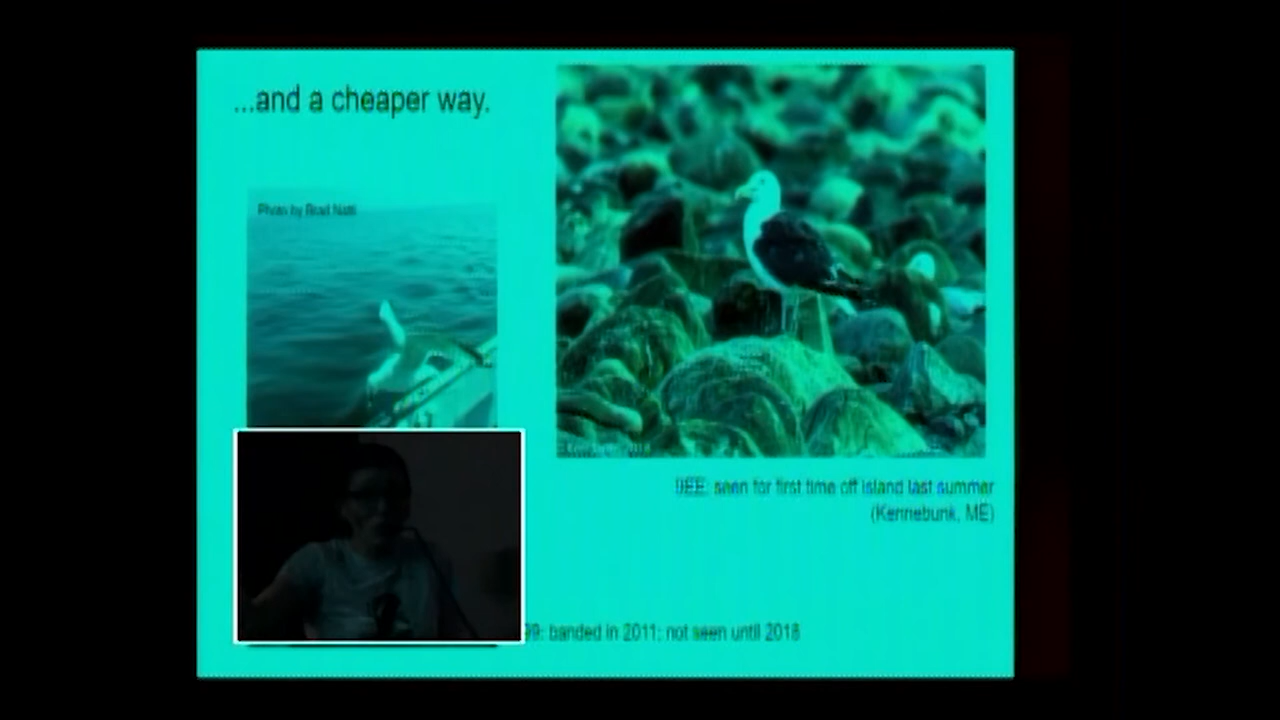 ...and a cheaper way.
Photo by Brad Natti
seen for first time off island last summer
(Kennebunk, ME)
banded in 2011; not seen until 2018